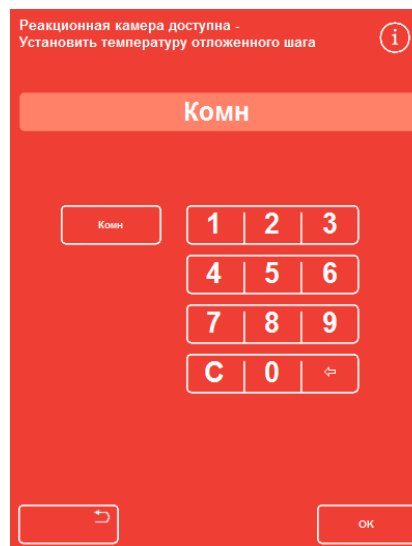 Реакционная камера доступна -
Установить температуру отложенного шага
i
Комн
Комн
1 2 3
4 5 6
7 8 9
C 0
OK